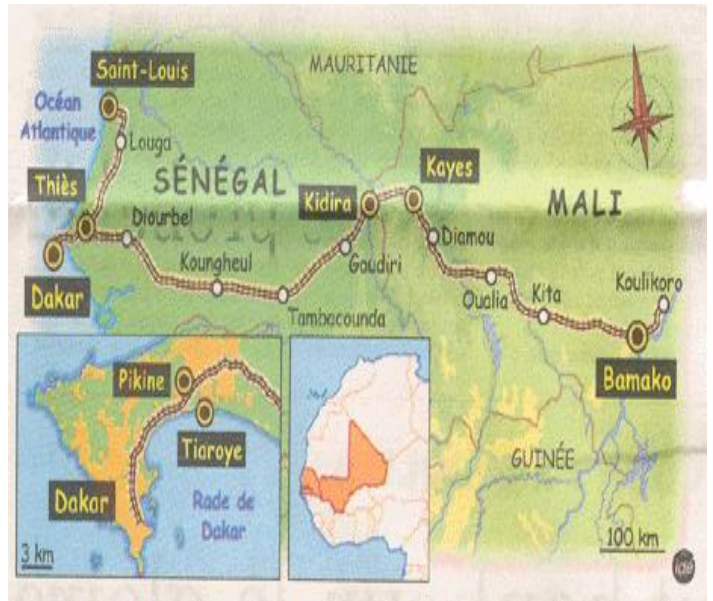 Saint-Louis
MAURITANIE
Océan
Atlantique
Louga
Thiès
SÉNÉGAL
Kayes
Kidira
MALI
Diourbel
Diamou
Goudiri
Koungheul
Oualia
Kita
Koulikoro
Dakar
Tambacounda
Bamako
Pikine
Tiaroye
GUINÉE
Dakar
Rade de
Dakar
3 km
100 km
idé